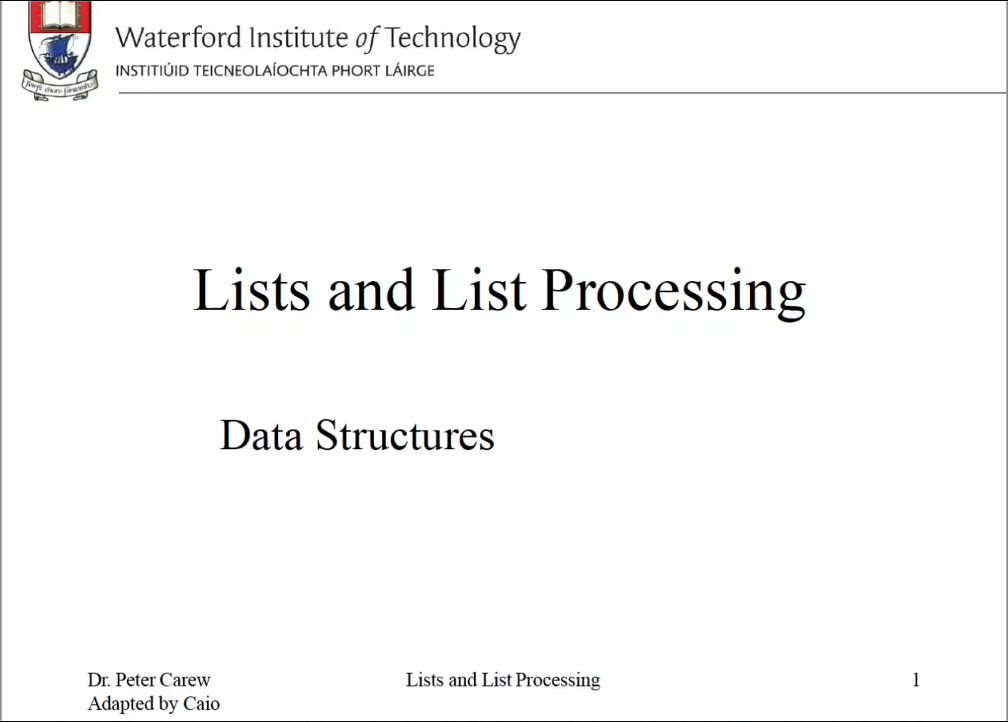 Waterford Institute of Technology
INSTITIÚID TEICNEOLAÍOCHTA PHORT LÁIRGE
Lists and List Processing
Data Structures
Dr. Peter Carew
Adapted by Caio
Lists and List Processing
1